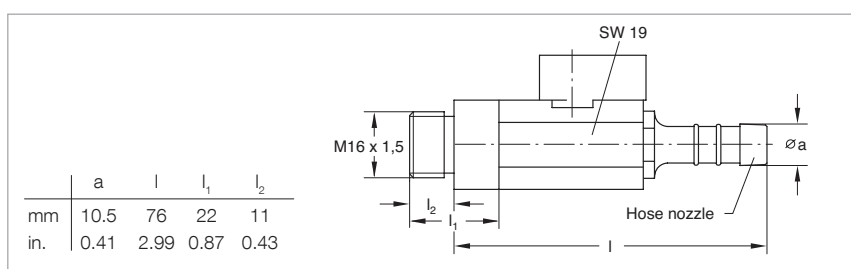 SW 19
M16 x 1,5
⌀a
l₂
l₁
Hose nozzle
l
a l l₁ l₂
mm 10.5 76 22 11
in. 0.41 2.99 0.87 0.43